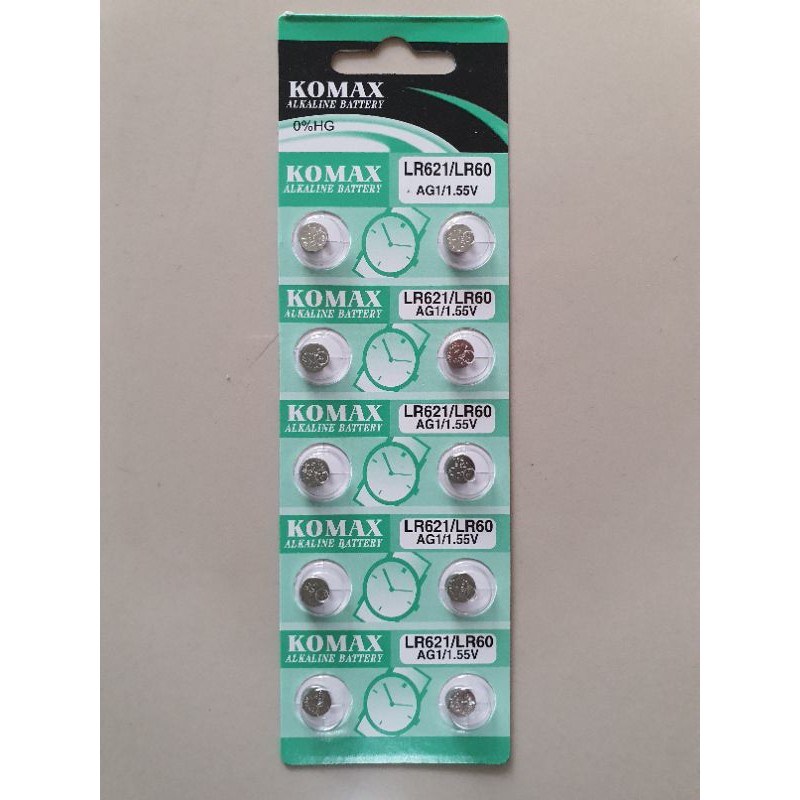 KOMAX
ALKALINE BATTERY
0%HG
KOMAX
ALKALINE BATTERY
LR621/LR60
AG1/1.55V
KOMAX
ALKALINE BATTERY
LR621/LR60
AG1/1.55V
KOMAX
ALKALINE BATTERY
LR621/LR60
AG1/1.55V
KOMAX
ALKALINE BATTERY
LR621/LR60
AG1/1.55V
KOMAX
ALKALINE BATTERY
LR621/LR60
AG1/1.55V